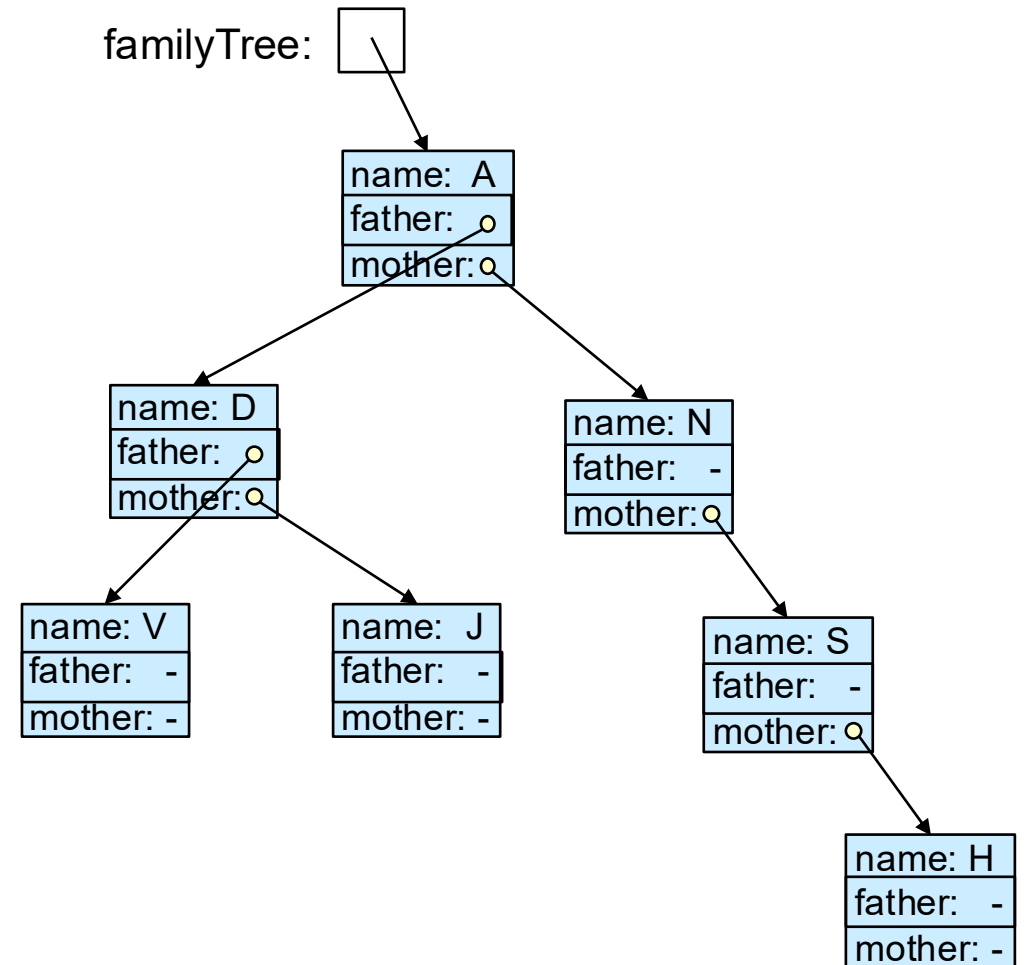 familyTree:
name: A
father:
mother:
name: D
father:
mother:
name: N
father: -
mother:
name: V
father: -
mother: -
name: J
father: -
mother: -
name: S
father: -
mother:
name: H
father: -
mother: -